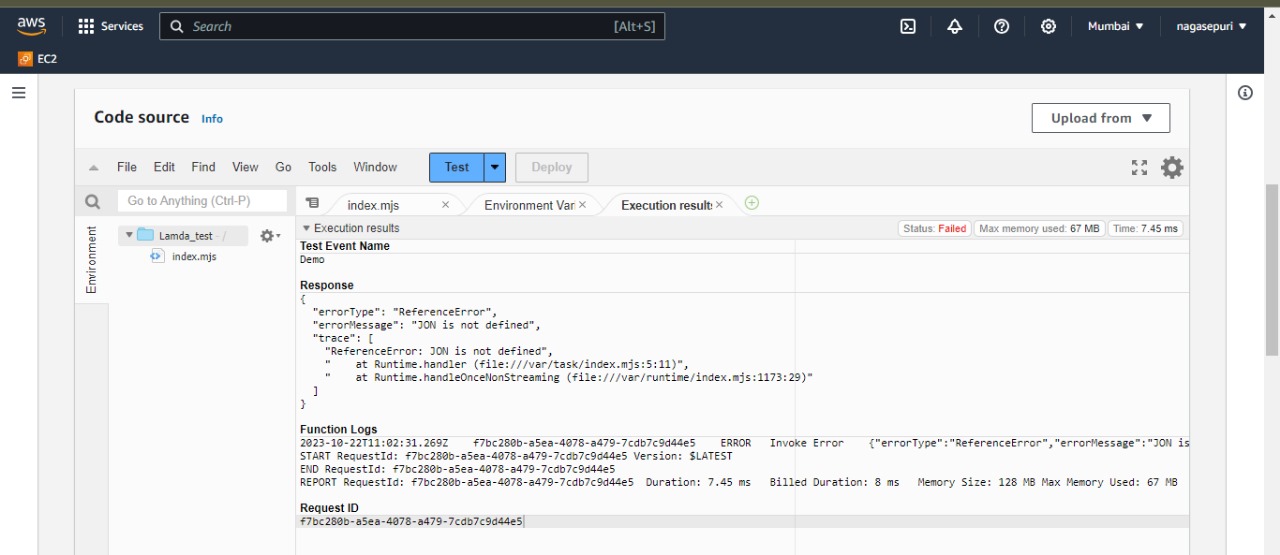 aws
Services
Search
[Alt+S]
Mumbai ▼
nagasepuri ▼
EC2
Code source
Info
Upload from ▼
File Edit Find View Go Tools Window
Test
Deploy
Go to Anything (Ctrl-P)
index.mjs ×
Environment Var ×
Execution results ×
Environment
Lamda_test - /
index.mjs
Execution results
Status: Failed
Max memory used: 67 MB
Time: 7.45 ms
Test Event Name
Demo
Response
{
  "errorType": "ReferenceError",
  "errorMessage": "JON is not defined",
  "trace": [
    "ReferenceError: JON is not defined",
    "    at Runtime.handler (file:///var/task/index.mjs:5:11)",
    "    at Runtime.handleOnceNonStreaming (file:///var/runtime/index.mjs:1173:29)"
  ]
}
Function Logs
2023-10-22T11:02:31.269Z    f7bc280b-a5ea-4078-a479-7cdb7c9d44e5    ERROR   Invoke Error    {"errorType":"ReferenceError","errorMessage":"JON is
START RequestId: f7bc280b-a5ea-4078-a479-7cdb7c9d44e5 Version: $LATEST
END RequestId: f7bc280b-a5ea-4078-a479-7cdb7c9d44e5
REPORT RequestId: f7bc280b-a5ea-4078-a479-7cdb7c9d44e5  Duration: 7.45 ms   Billed Duration: 8 ms   Memory Size: 128 MB Max Memory Used: 67 MB
Request ID
f7bc280b-a5ea-4078-a479-7cdb7c9d44e5